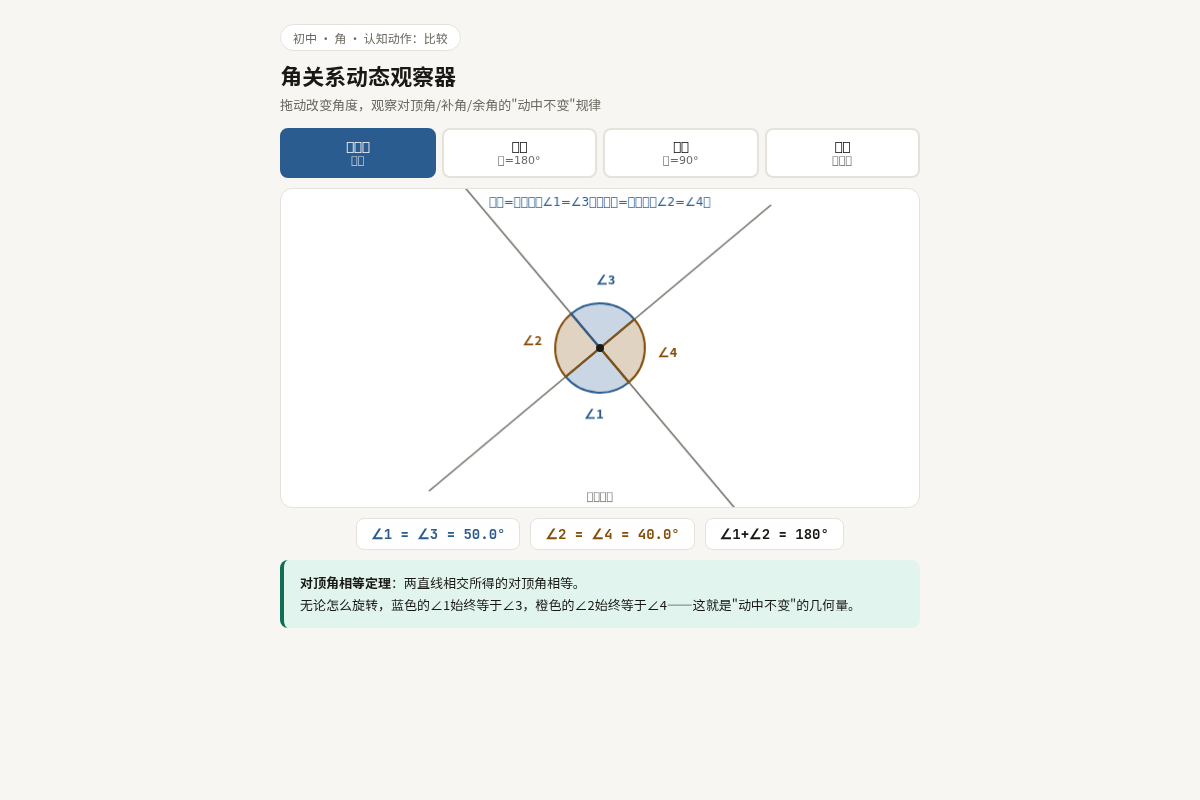 初中 · 角 · 认知动作：比较
角关系动态观察器
拖动改变角度，观察对顶角/补角/余角的"动中不变"规律
=180°
=90°
∠1=∠3
∠2=∠4
∠3
∠2
∠4
∠1
∠1 = ∠3 = 50.0°
∠2 = ∠4 = 40.0°
∠1+∠2 = 180°
对顶角相等定理：两直线相交所得的对顶角相等。
无论怎么旋转，蓝色的∠1始终等于∠3，橙色的∠2始终等于∠4——这就是"动中不变"的几何量。